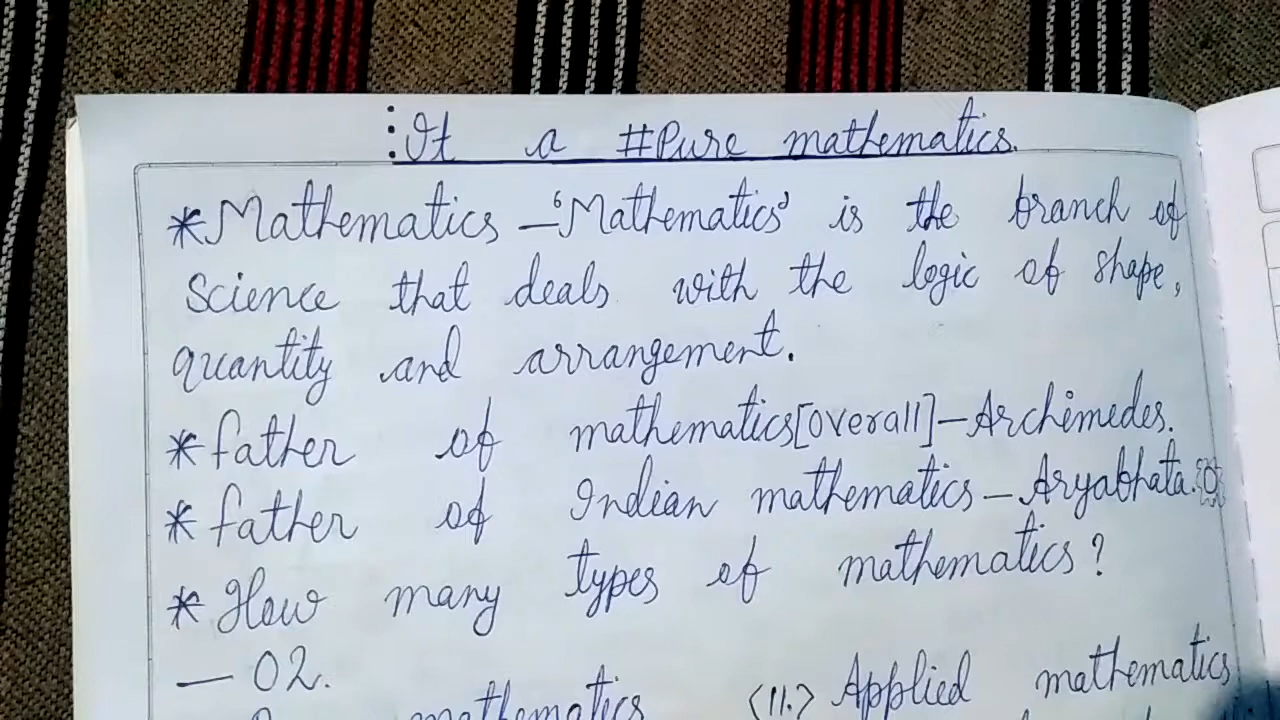 It a #Pure mathematics.
*Mathematics - 'Mathematics' is the branch of
Science that deals with the logic of shape,
quantity and arrangement.
*father of mathematics[overall]-Archimedes.
*father of Indian mathematics-Aryabhata.
*How many types of mathematics?
-02.
mathematics (11.) Applied mathematics